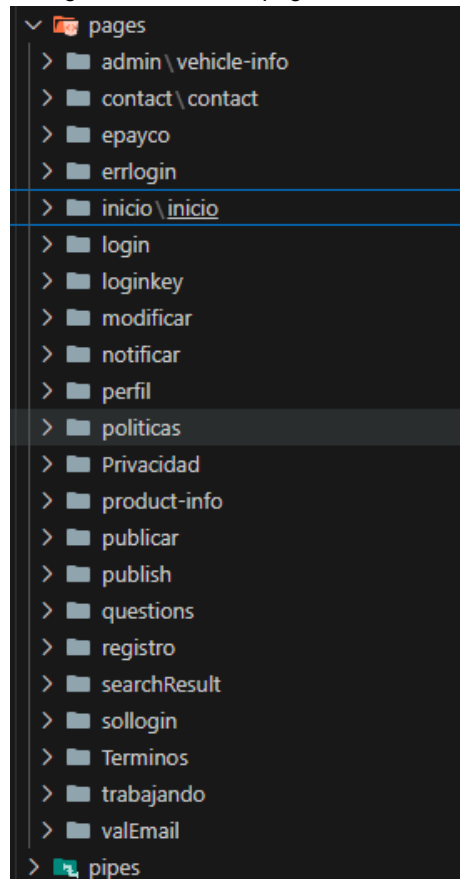 pages
admin\vehicle-info
contact\contact
epayco
errlogin
inicio\inicio
login
loginkey
modificar
notificar
perfil
politicas
Privacidad
product-info
publicar
publish
questions
registro
searchResult
sollogin
Terminos
trabajando
valEmail
pipes